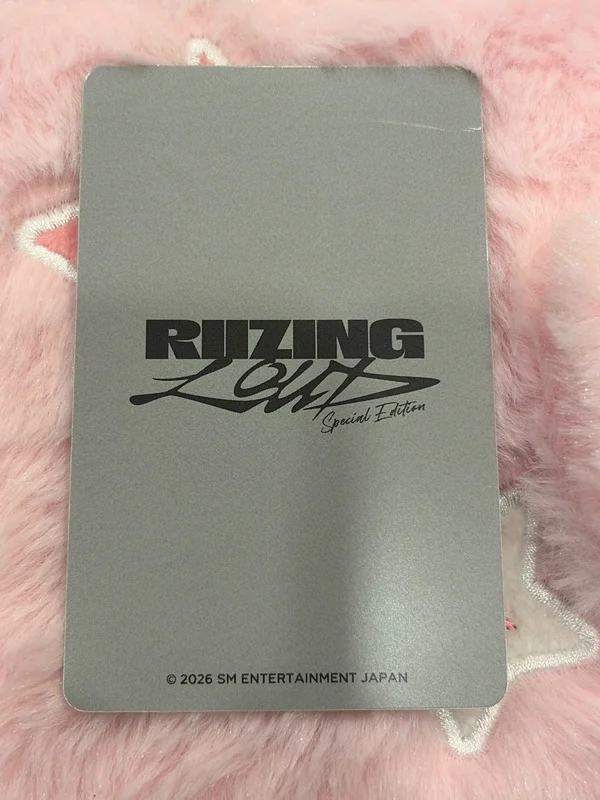 RIIZING
LOUD
Special Edition
© 2026 SM ENTERTAINMENT JAPAN